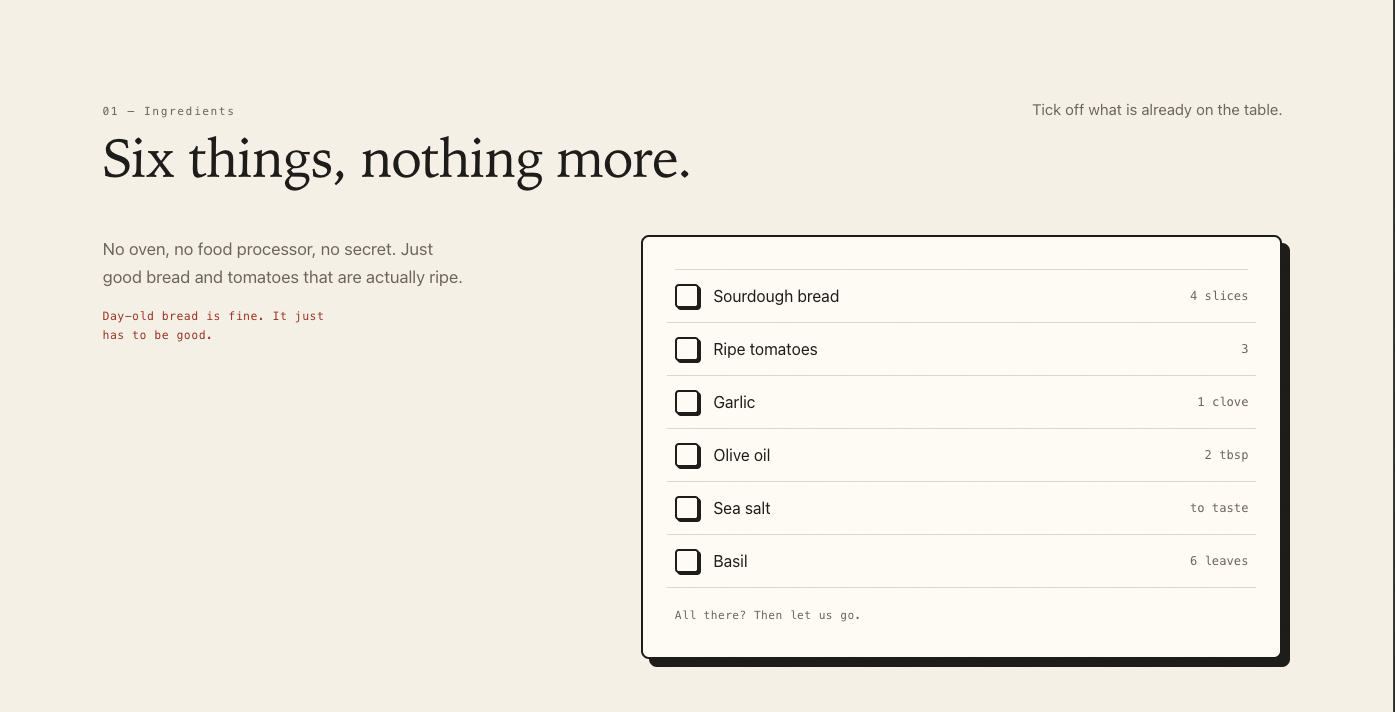 01 — Ingredients
Tick off what is already on the table.
Six things, nothing more.
No oven, no food processor, no secret. Just
good bread and tomatoes that are actually ripe.
Day-old bread is fine. It just
has to be good.
Sourdough bread 4 slices
Ripe tomatoes 3
Garlic 1 clove
Olive oil 2 tbsp
Sea salt to taste
Basil 6 leaves
All there? Then let us go.